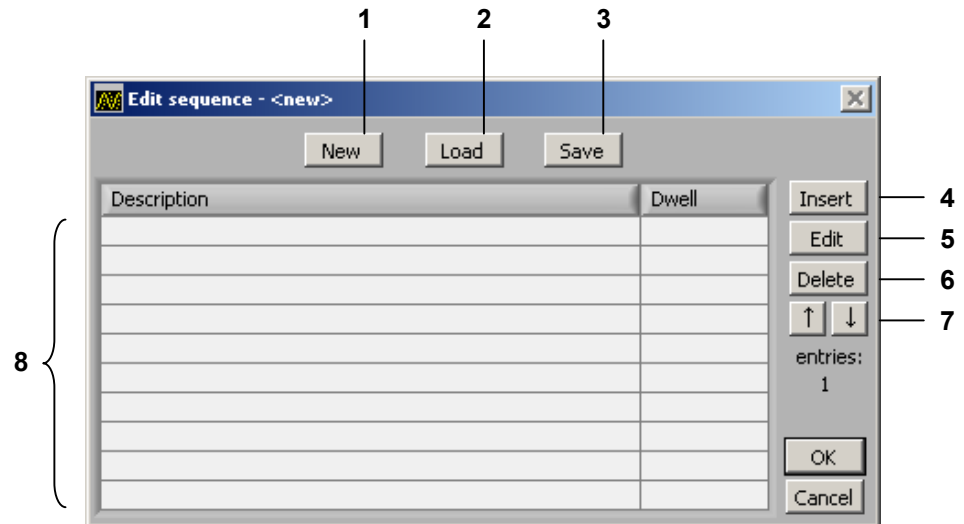 1 2 3
Edit sequence - <new>
New Load Save
Description Dwell Insert 4
Edit 5
Delete 6
↑ ↓ 7
8 entries:
1
OK
Cancel